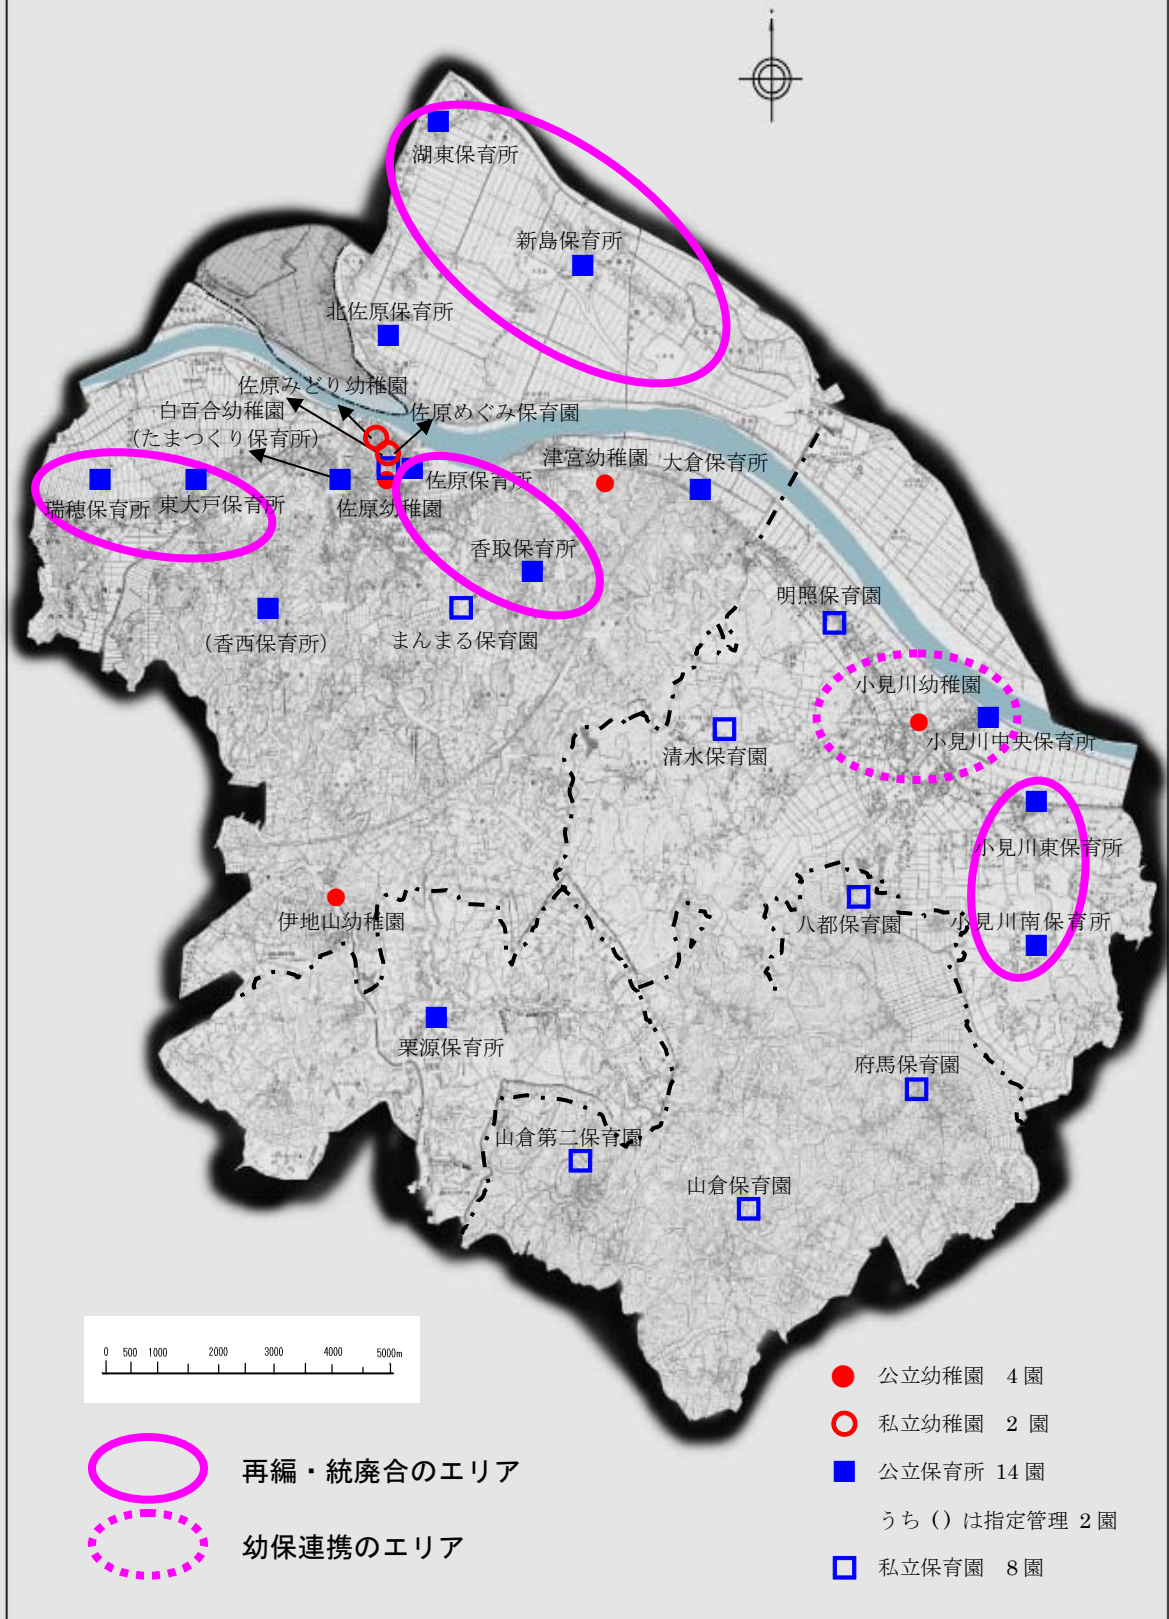 湖東保育所
新島保育所
北佐原保育所
佐原みどり幼稚園
白百合幼稚園
佐原めぐみ保育園
(たまつくり保育所)
津宮幼稚園
大倉保育所
佐原保育所
瑞穂保育所
東大戸保育所
佐原幼稚園
香取保育所
明照保育園
(香西保育所)
まんまる保育園
小見川幼稚園
小見川中央保育所
清水保育園
小見川東保育所
伊地山幼稚園
八都保育園
小見川南保育所
栗源保育所
府馬保育園
山倉第二保育園
山倉保育園
0 500 1000 2000 3000 4000 5000m
公立幼稚園 4園
私立幼稚園 2 園
再編・統廃合のエリア
公立保育所 14園
うち () は指定管理 2園
幼保連携のエリア
私立保育園 8園